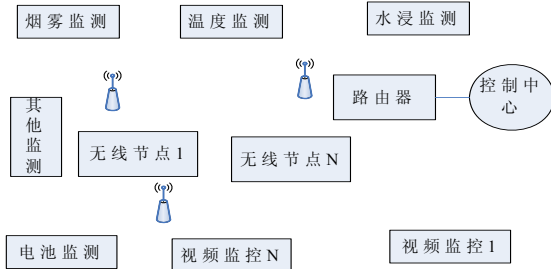 烟雾监测
温度监测
水浸监测
路由器
控制中
心
其
他
监
测
无线节点1
无线节点N
电池监测
视频监控N
视频监控1